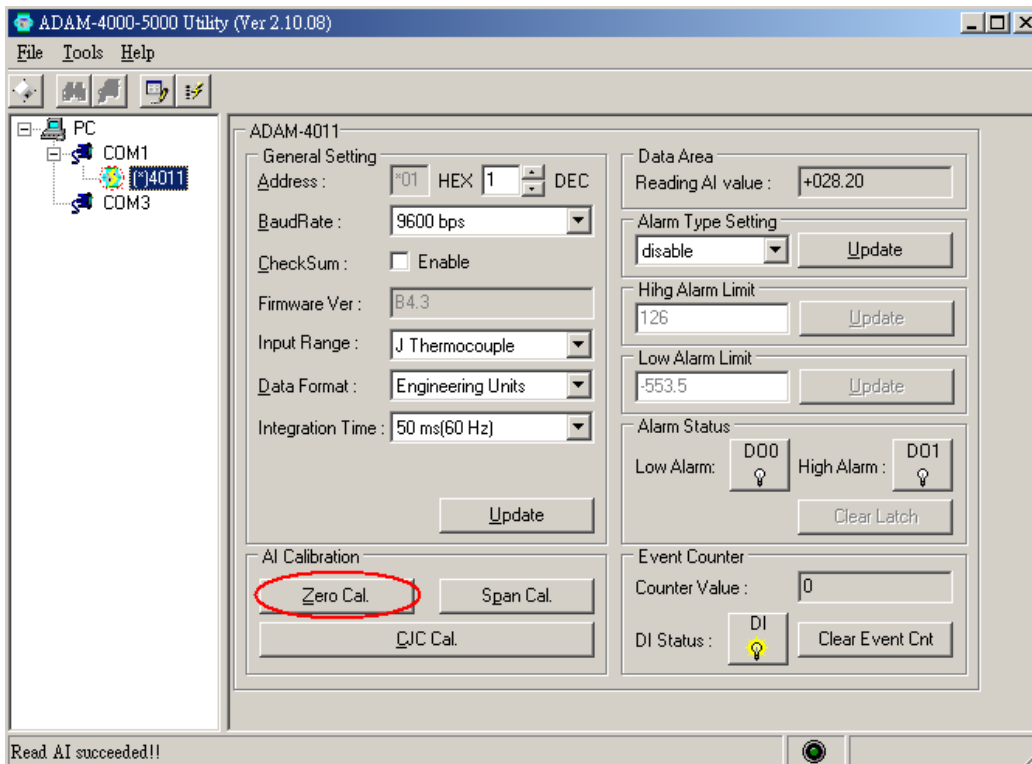 ADAM-4000-5000 Utility (Ver 2.10.08)
File Tools Help
PC
COM1
(*)4011
COM3
ADAM-4011
General Setting
Address : *01 HEX 1 DEC
BaudRate : 9600 bps
CheckSum : Enable
Firmware Ver : B4.3
Input Range : J Thermocouple
Data Format : Engineering Units
Integration Time : 50 ms(60 Hz)
Update
AI Calibration
Zero Cal. Span Cal.
CJC Cal.
Data Area
Reading AI value : +028.20
Alarm Type Setting
disable Update
Hihg Alarm Limit
126 Update
Low Alarm Limit
-553.5 Update
Alarm Status
Low Alarm: DO0 High Alarm : DO1
Clear Latch
Event Counter
Counter Value : 0
DI Status : DI Clear Event Cnt
Read AI succeeded!!